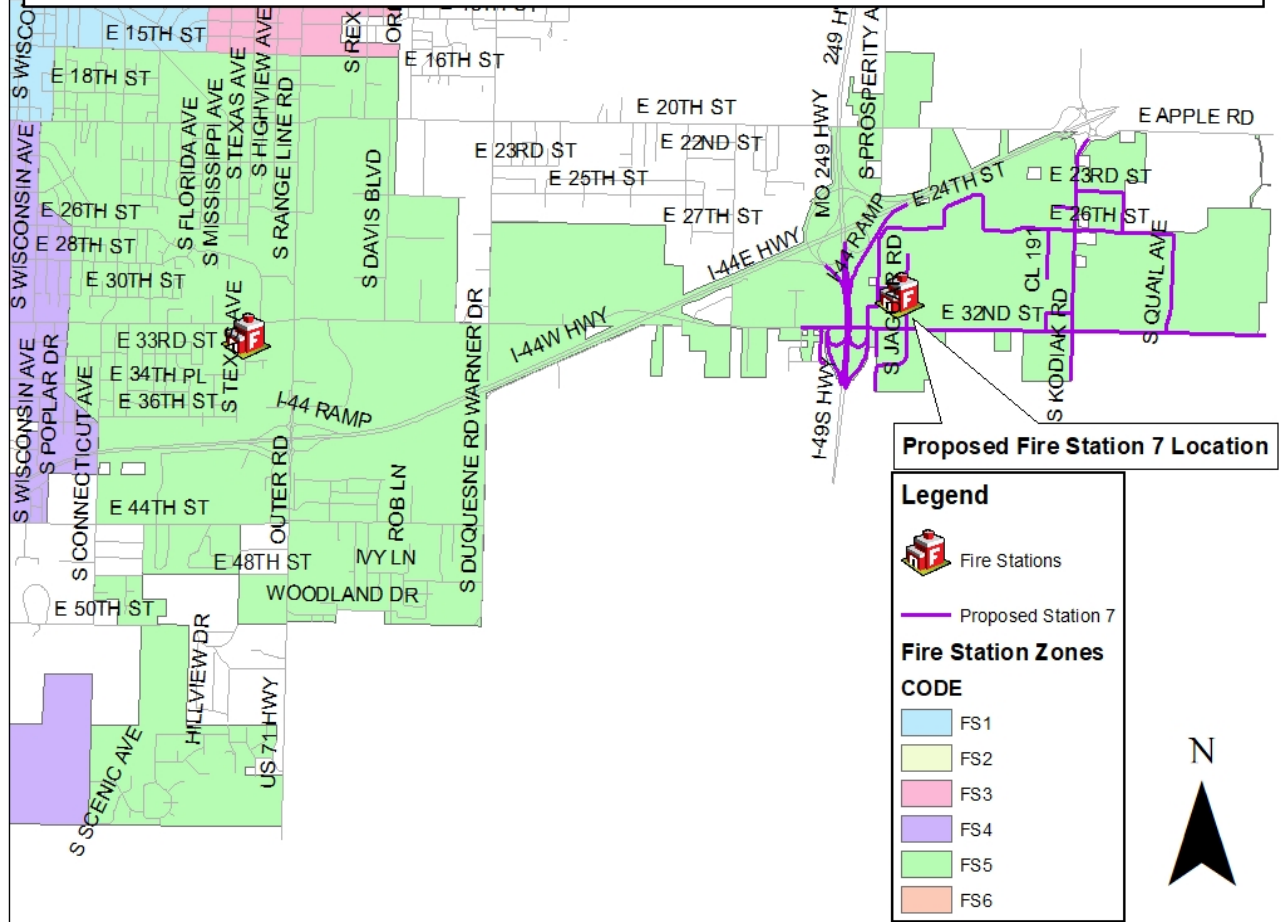 S WISCO
E 15TH ST
S REX
E 16TH ST
E 18TH ST
S FLORIDA AVE
S MISSISSIPPI AVE
S TEXAS AVE
S HIGHVIEW AVE
S RANGE LINE RD
249 H
S PROSPERITY A
MO 249 HWY
E 20TH ST
E APPLE RD
E 22ND ST
E 23RD ST
E 25TH ST
E 27TH ST
E 24TH ST
E 23RD ST
E 26TH ST
S WISCONSIN AVE
E 26TH ST
E 28TH ST
E 30TH ST
S DAVIS BLVD
I-44E HWY
I-44 RAMP
S JAGUAR RD
CL 191
S KODIAK RD
S QUAIL AVE
E 32ND ST
E 33RD ST
S TEXAS AVE
E 34TH PL
E 36TH ST
I-44W HWY
S DUQUESNE RD WARNER DR
I-44 RAMP
I-49S HWY
S WISCONSIN AVE
S POPLAR DR
S CONNECTICUT AVE
Proposed Fire Station 7 Location
E 44TH ST
OUTER RD
ROB LN
E 48TH ST
IVY LN
WOODLAND DR
E 50TH ST
HILLVIEW DR
US 71 HWY
S SCENIC AVE
Legend
Fire Stations
Proposed Station 7
Fire Station Zones
CODE
FS1
FS2
FS3
FS4
FS5
FS6
N